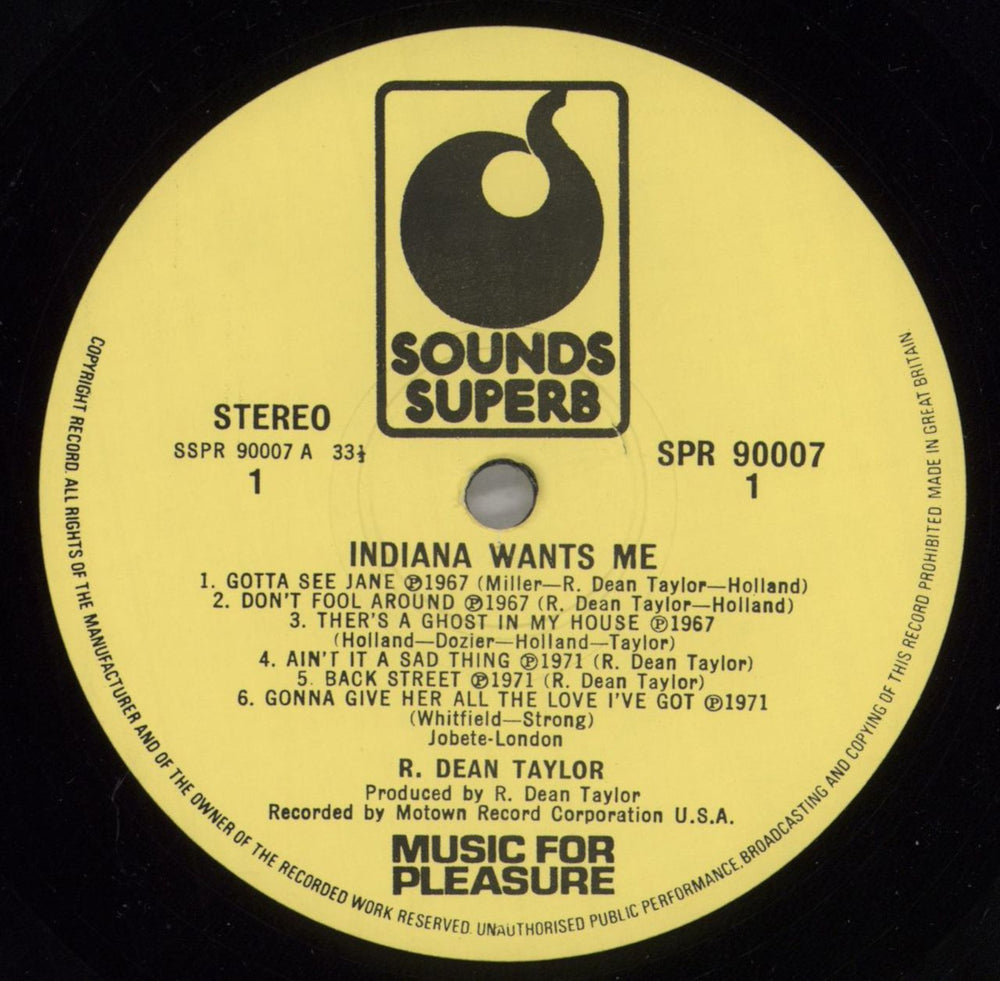 SOUNDS
SUPERB
STEREO
SSPR 90007 A 33⅓
1
SPR 90007
1
INDIANA WANTS ME
1. GOTTA SEE JANE ℗1967 (Miller—R. Dean Taylor—Holland)
2. DON'T FOOL AROUND ℗1967 (R. Dean Taylor—Holland)
3. THER'S A GHOST IN MY HOUSE ℗1967
(Holland—Dozier—Holland—Taylor)
4. AIN'T IT A SAD THING ℗1971 (R. Dean Taylor)
5. BACK STREET ℗1971 (R. Dean Taylor)
6. GONNA GIVE HER ALL THE LOVE I'VE GOT ℗1971
(Whitfield—Strong)
Jobete-London
R. DEAN TAYLOR
Produced by R. Dean Taylor
Recorded by Motown Record Corporation U.S.A.
MUSIC FOR
PLEASURE
COPYRIGHT RECORD. ALL RIGHTS OF THE MANUFACTURER AND OF THE OWNER OF THE RECORDED WORK RESERVED. UNAUTHORISED PUBLIC PERFORMANCE, BROADCASTING AND COPYING OF THIS RECORD PROHIBITED MADE IN GREAT BRITAIN